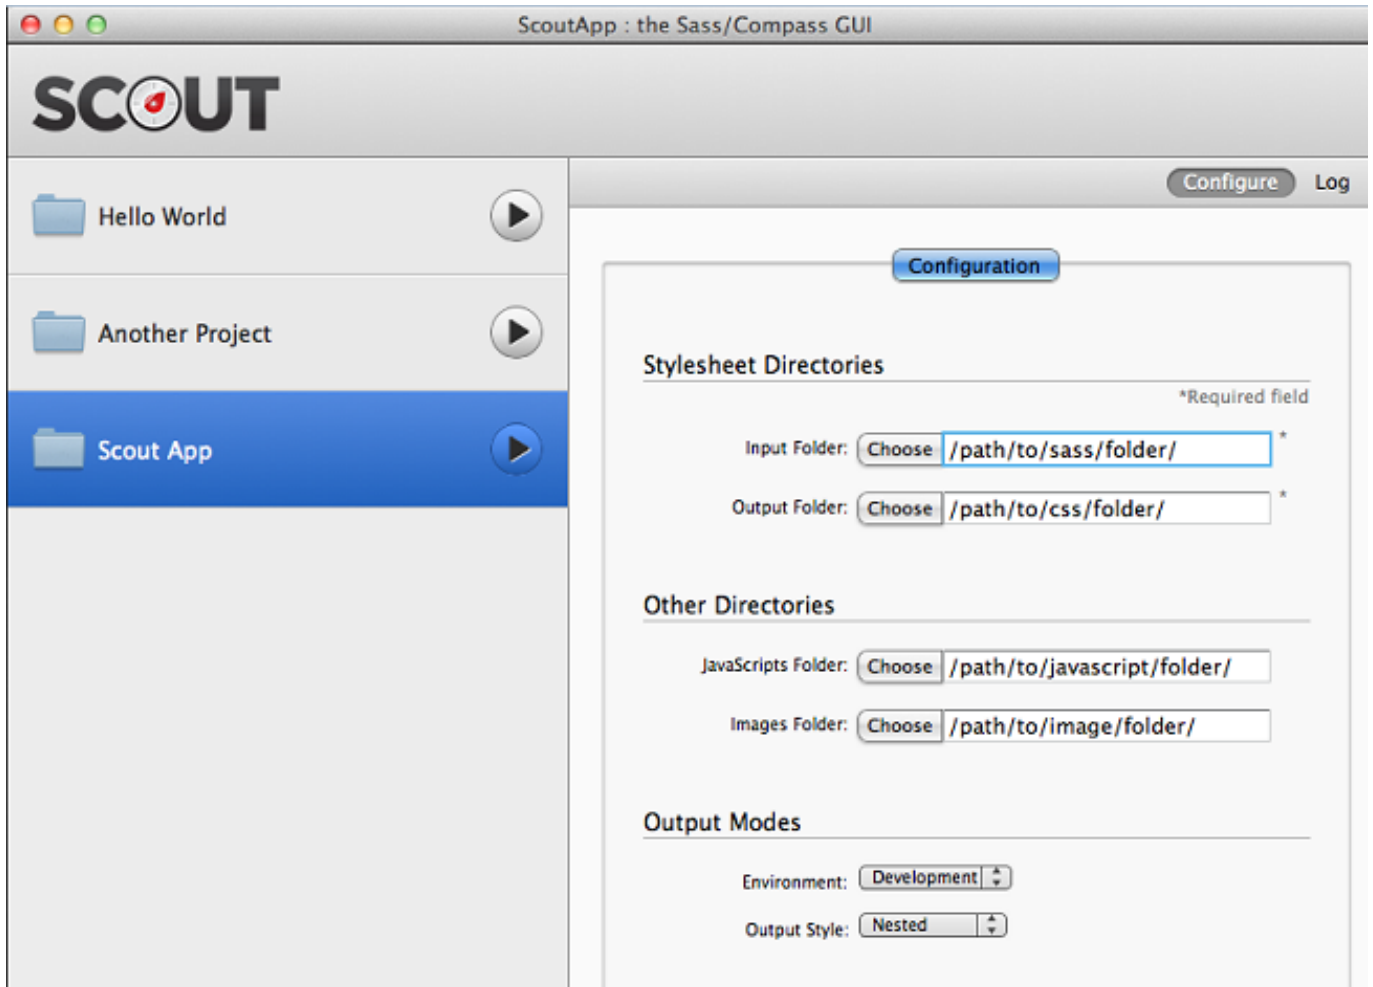 ScoutApp : the Sass/Compass GUI
SCOUT
Configure Log
Hello World
Another Project
Scout App
Configuration
Stylesheet Directories
*Required field
Input Folder: Choose /path/to/sass/folder/ *
Output Folder: Choose /path/to/css/folder/ *
Other Directories
JavaScripts Folder: Choose /path/to/javascript/folder/
Images Folder: Choose /path/to/image/folder/
Output Modes
Environment: Development
Output Style: Nested